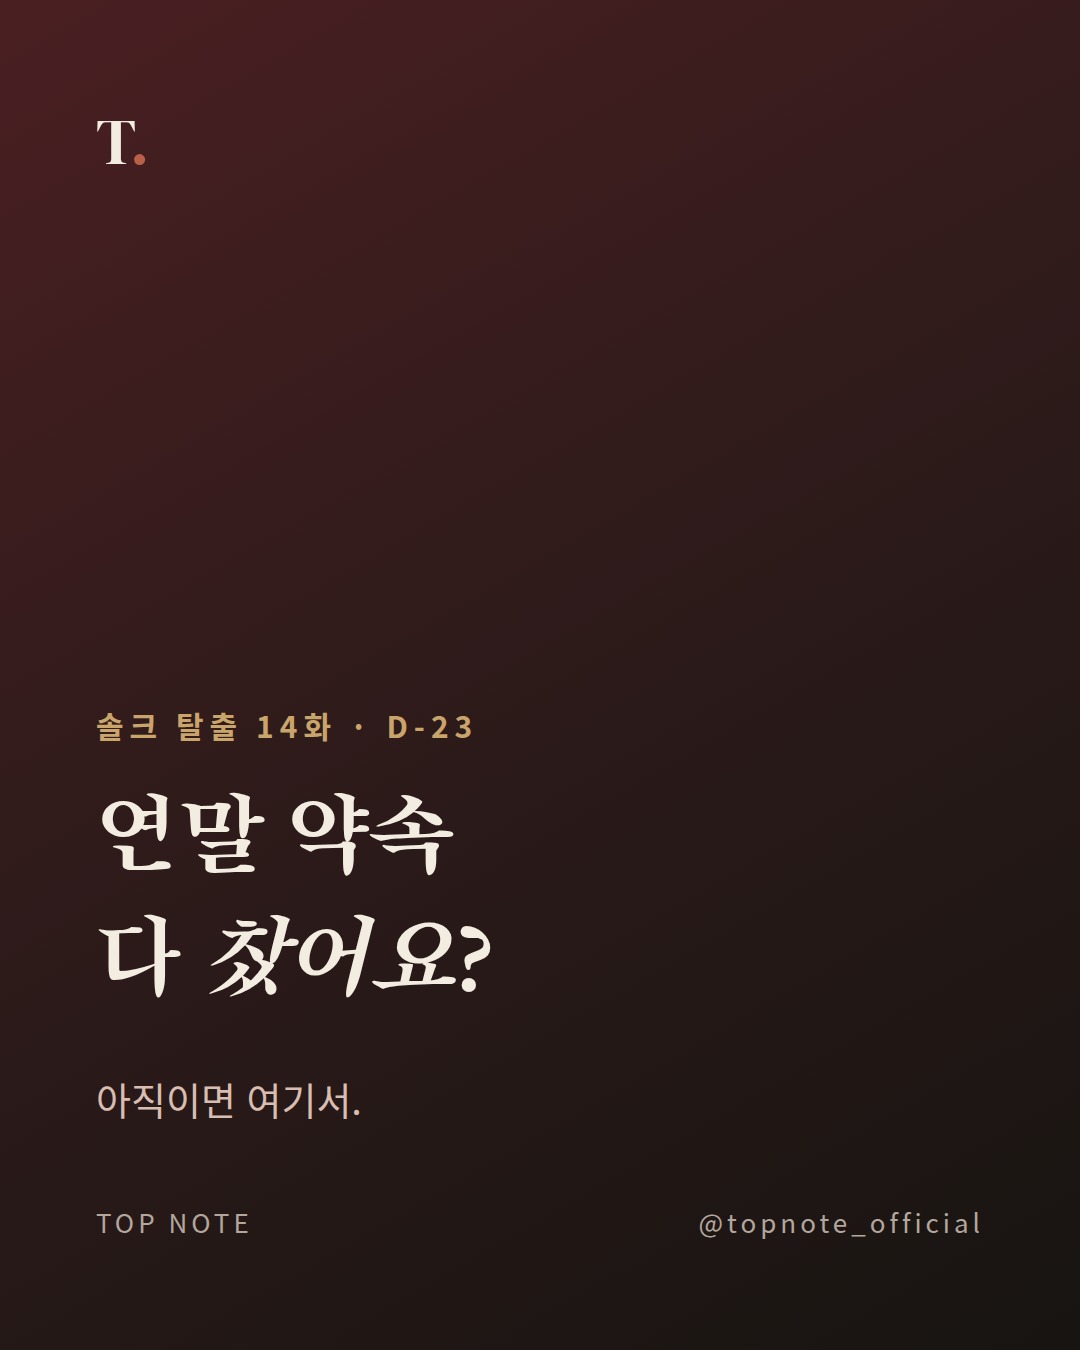 T.
솔크 탈출 14화 · D-23
연말 약속
다 찼어요?
아직이면 여기서.
TOP NOTE
@topnote_official